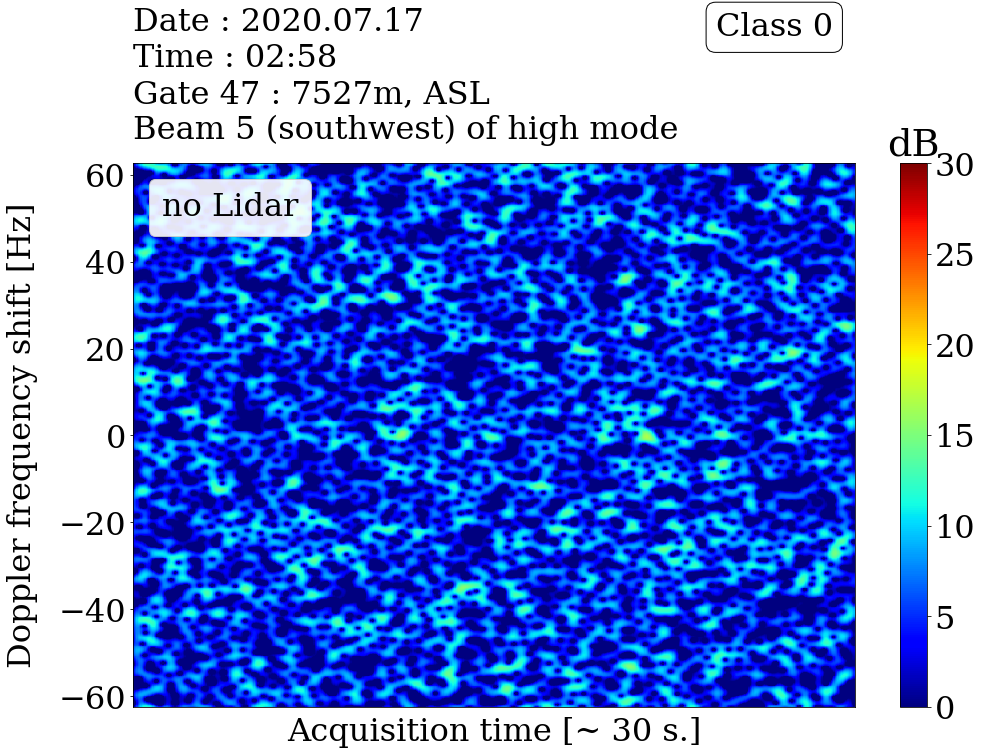 Date : 2020.07.17
Time : 02:58
Gate 47 : 7527m, ASL
Beam 5 (southwest) of high mode
Class 0
dB
no Lidar
Doppler frequency shift [Hz]
60
40
20
0
−20
−40
−60
Acquisition time [~ 30 s.]
30
25
20
15
10
5
0